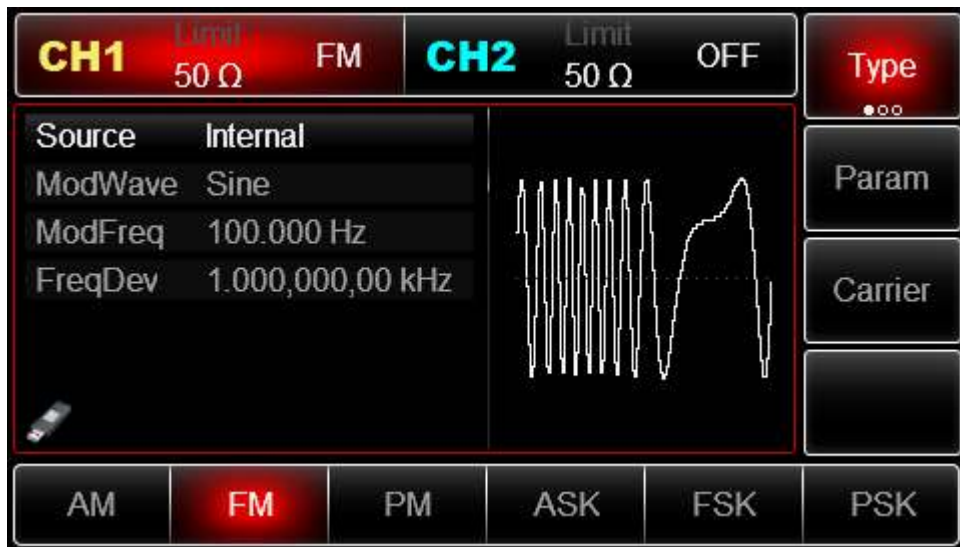 CH1 Limit 50 Ω FM CH2 Limit 50 Ω OFF Type
Source Internal
ModWave Sine
ModFreq 100.000 Hz
FreqDev 1.000,000,00 kHz
Param
Carrier
AM FM PM ASK FSK PSK